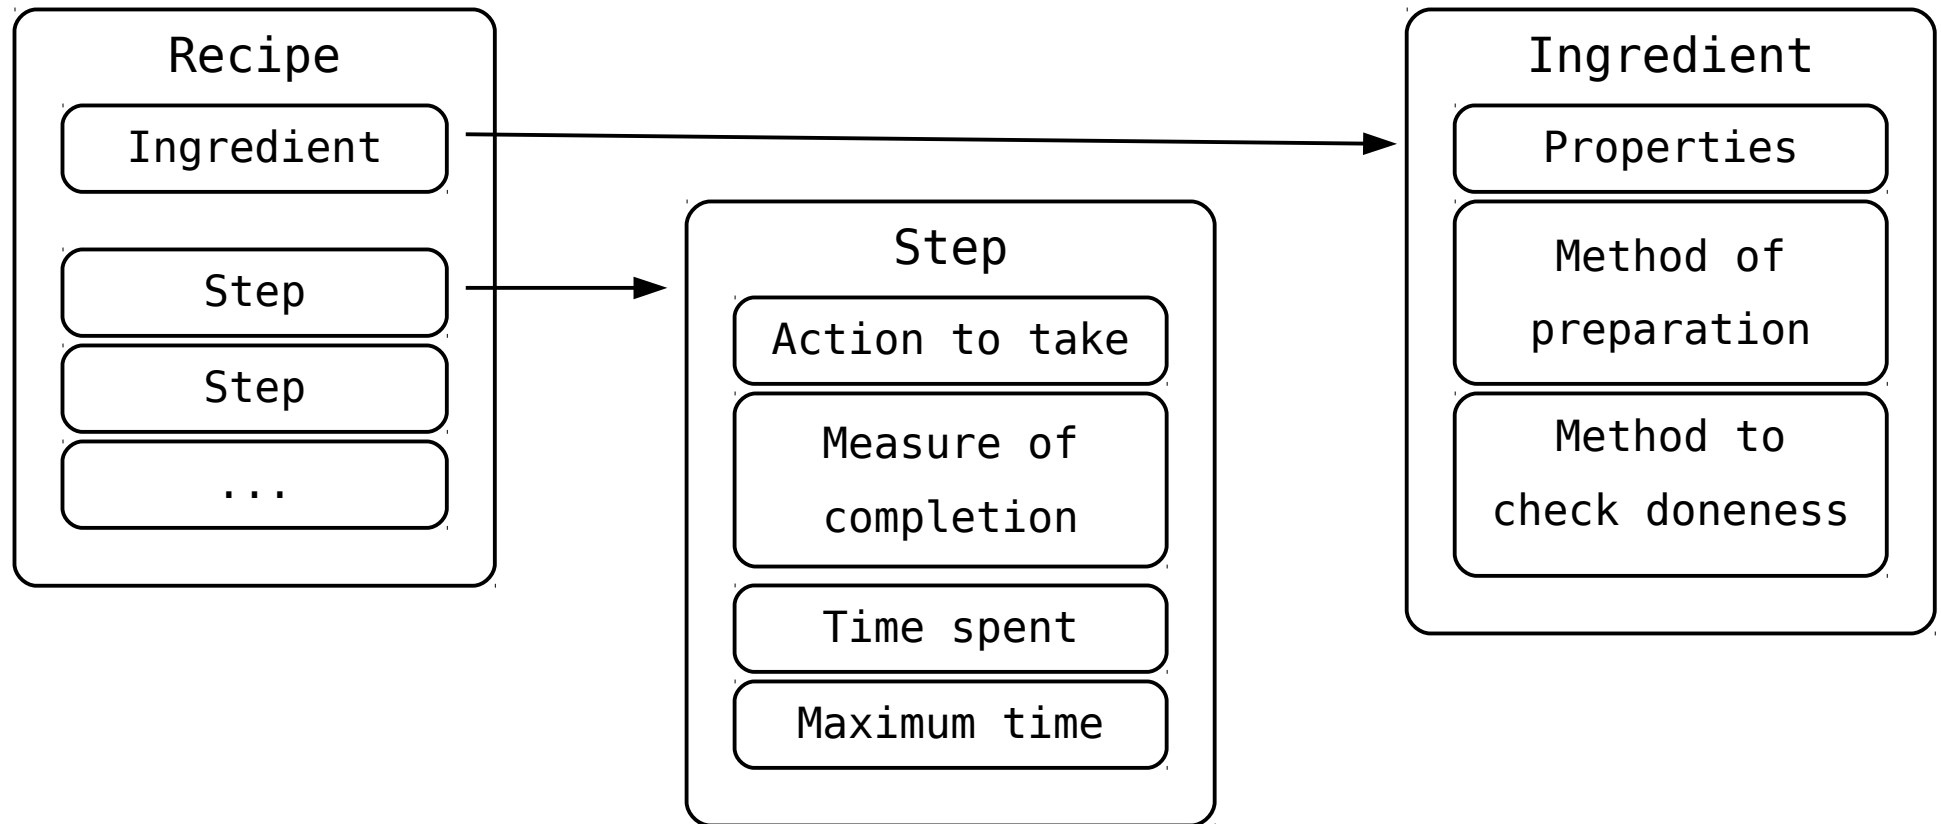 Recipe
Ingredient
Step
Step
...
Step
Action to take
Measure of
completion
Time spent
Maximum time
Ingredient
Properties
Method of
preparation
Method to
check doneness